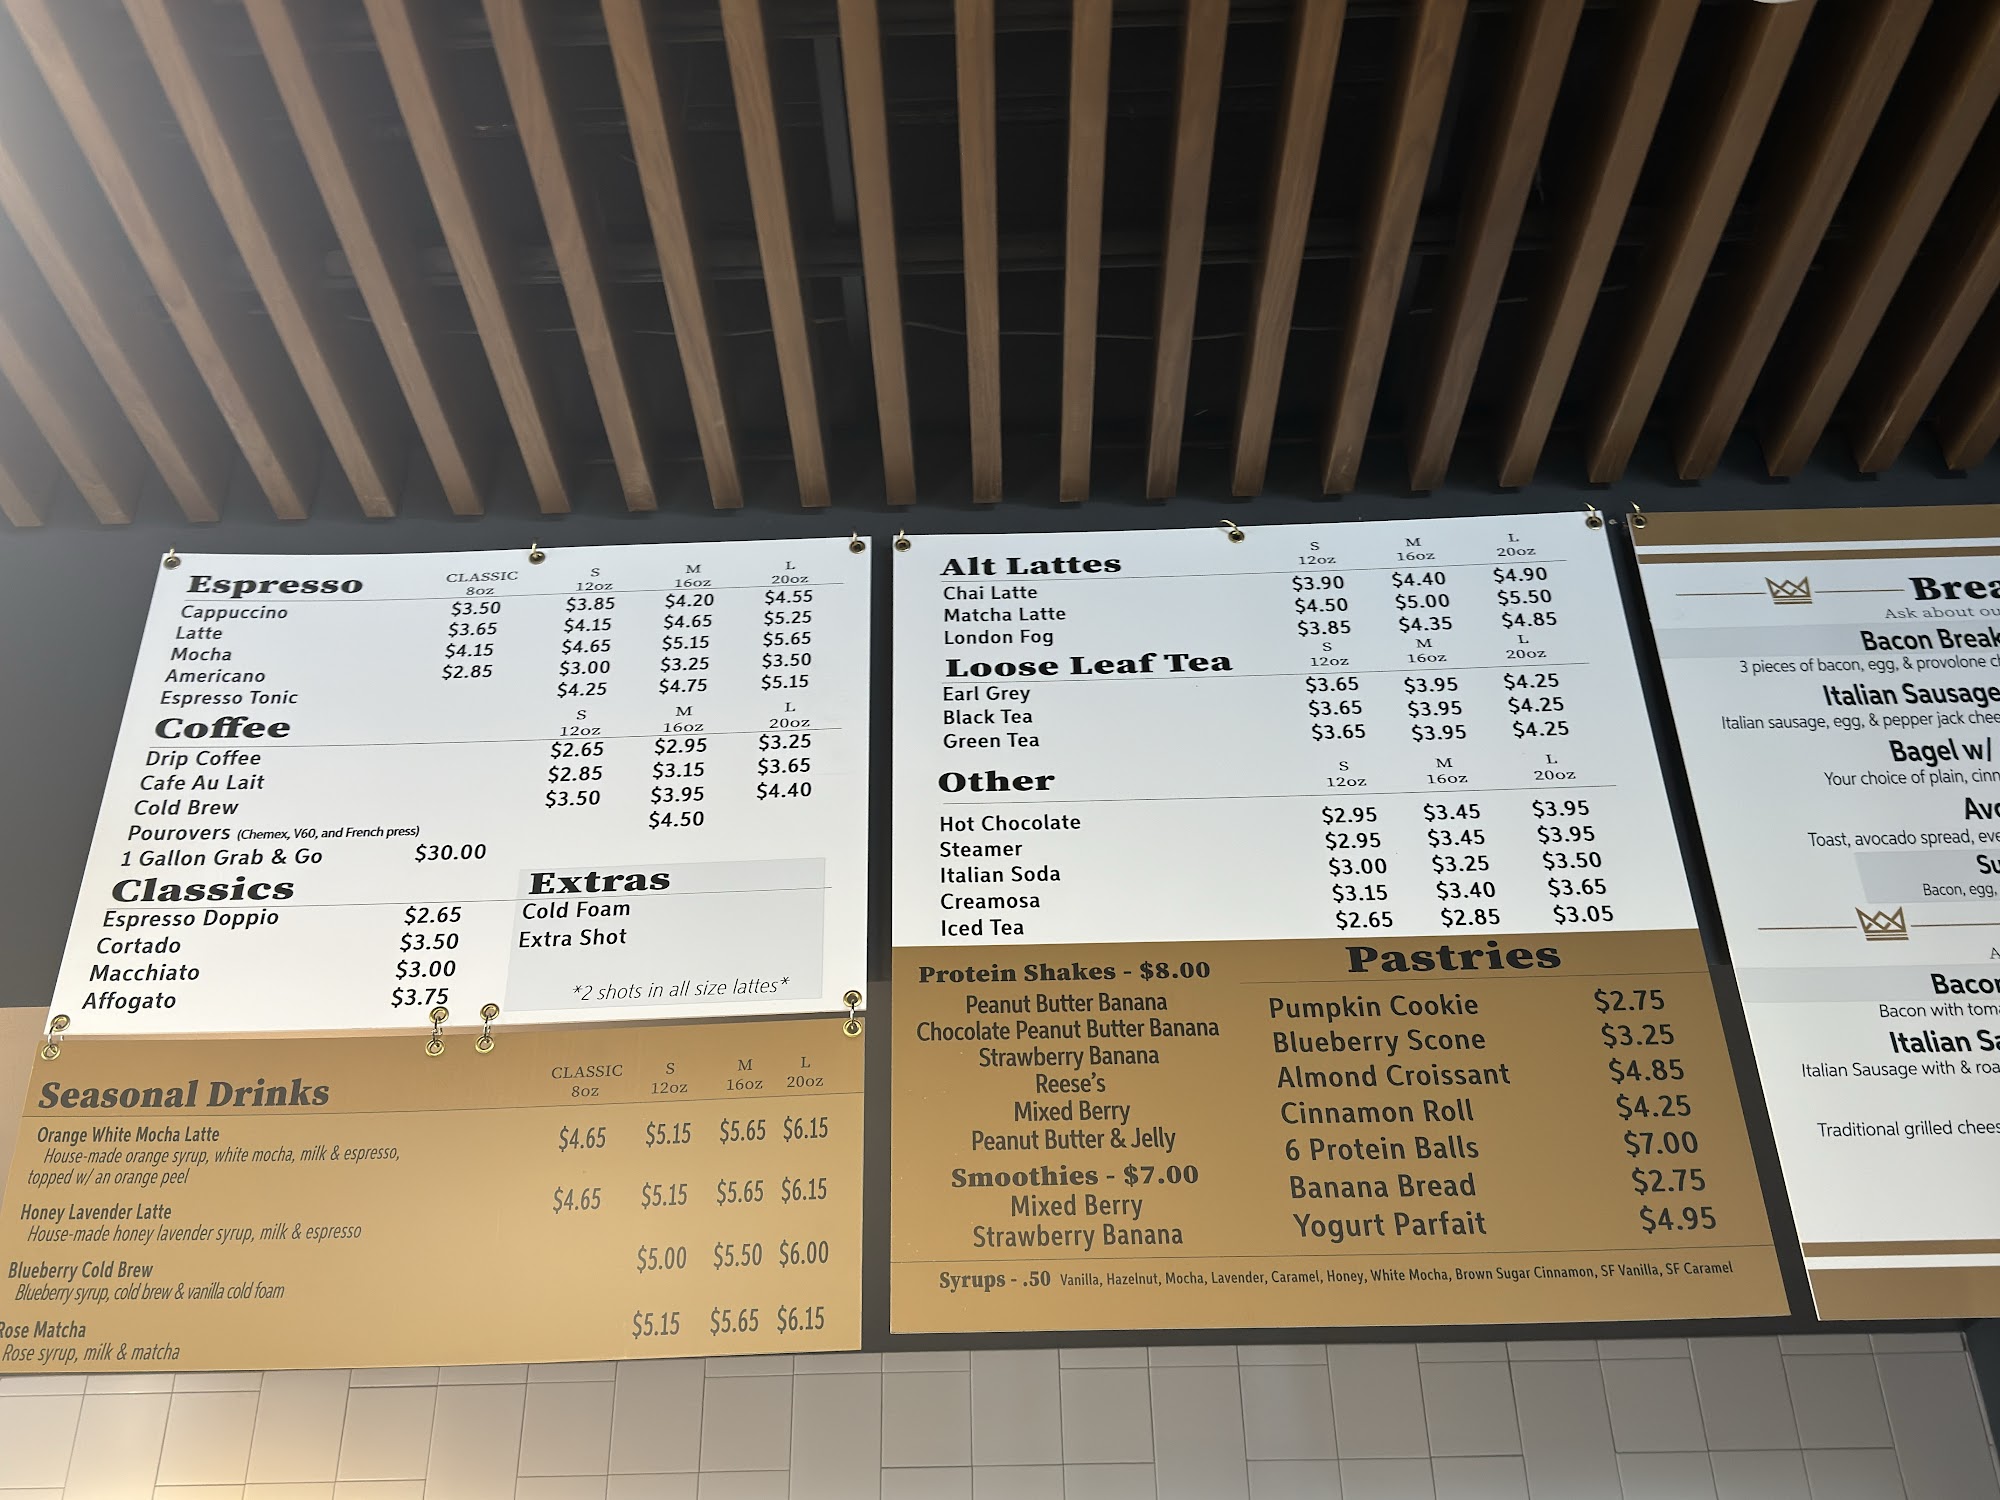 Espresso CLASSIC 8oz S 12oz M 16oz L 20oz
Cappuccino $3.50 $3.85 $4.20 $4.55
Latte $3.65 $4.15 $4.65 $5.25
Mocha $4.15 $4.65 $5.15 $5.65
Americano $2.85 $3.00 $3.25 $3.50
Espresso Tonic $4.25 $4.75 $5.15
Coffee S 12oz M 16oz L 20oz
Drip Coffee $2.65 $2.95 $3.25
Cafe Au Lait $2.85 $3.15 $3.65
Cold Brew $3.50 $3.95 $4.40
Pourovers (Chemex, V60, and French press) $4.50
1 Gallon Grab & Go $30.00
Classics
Espresso Doppio $2.65
Cortado $3.50
Macchiato $3.00
Affogato $3.75
Extras
Cold Foam
Extra Shot
*2 shots in all size lattes*
Seasonal Drinks CLASSIC 8oz S 12oz M 16oz L 20oz
Orange White Mocha Latte $4.65 $5.15 $5.65 $6.15
House-made orange syrup, white mocha, milk & espresso,
topped w/ an orange peel
Honey Lavender Latte $4.65 $5.15 $5.65 $6.15
House-made honey lavender syrup, milk & espresso
Blueberry Cold Brew $5.00 $5.50 $6.00
Blueberry syrup, cold brew & vanilla cold foam
Rose Matcha $5.15 $5.65 $6.15
Rose syrup, milk & matcha
Alt Lattes S 12oz M 16oz L 20oz
Chai Latte $3.90 $4.40 $4.90
Matcha Latte $4.50 $5.00 $5.50
London Fog $3.85 $4.35 $4.85
Loose Leaf Tea S 12oz M 16oz L 20oz
Earl Grey $3.65 $3.95 $4.25
Black Tea $3.65 $3.95 $4.25
Green Tea $3.65 $3.95 $4.25
Other S 12oz M 16oz L 20oz
Hot Chocolate $2.95 $3.45 $3.95
Steamer $2.95 $3.45 $3.95
Italian Soda $3.00 $3.25 $3.50
Creamosa $3.15 $3.40 $3.65
Iced Tea $2.65 $2.85 $3.05
Protein Shakes - $8.00
Peanut Butter Banana
Chocolate Peanut Butter Banana
Strawberry Banana
Reese's
Mixed Berry
Peanut Butter & Jelly
Smoothies - $7.00
Mixed Berry
Strawberry Banana
Pastries
Pumpkin Cookie $2.75
Blueberry Scone $3.25
Almond Croissant $4.85
Cinnamon Roll $4.25
6 Protein Balls $7.00
Banana Bread $2.75
Yogurt Parfait $4.95
Syrups - .50 Vanilla, Hazelnut, Mocha, Lavender, Caramel, Honey, White Mocha, Brown Sugar Cinnamon, SF Vanilla, SF Caramel
Brea
Ask about ou
Bacon Break
3 pieces of bacon, egg, & provolone c
Italian Sausage
Italian sausage, egg, & pepper jack chee
Bagel w/
Your choice of plain, cinn
Avo
Toast, avocado spread, eve
Su
Bacon, egg,
A
Bacon
Bacon with toma
Italian Sa
Italian Sausage with & roa
Traditional grilled chees